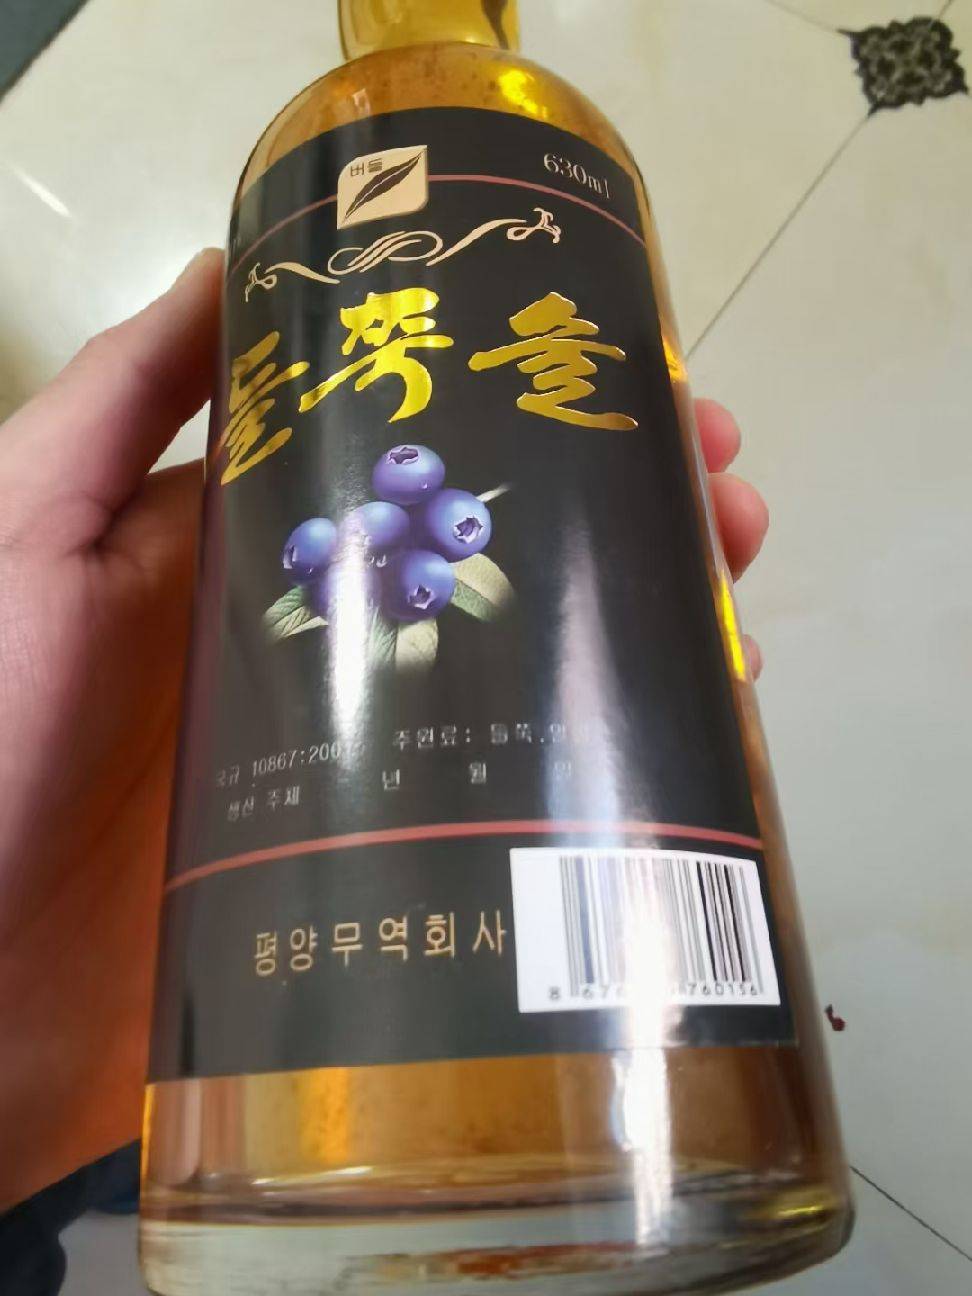 버들
630ml
들쭉술
국규 10867:200
주원료: 들쭉,
생산 주체
년 월 일
평양무역회사